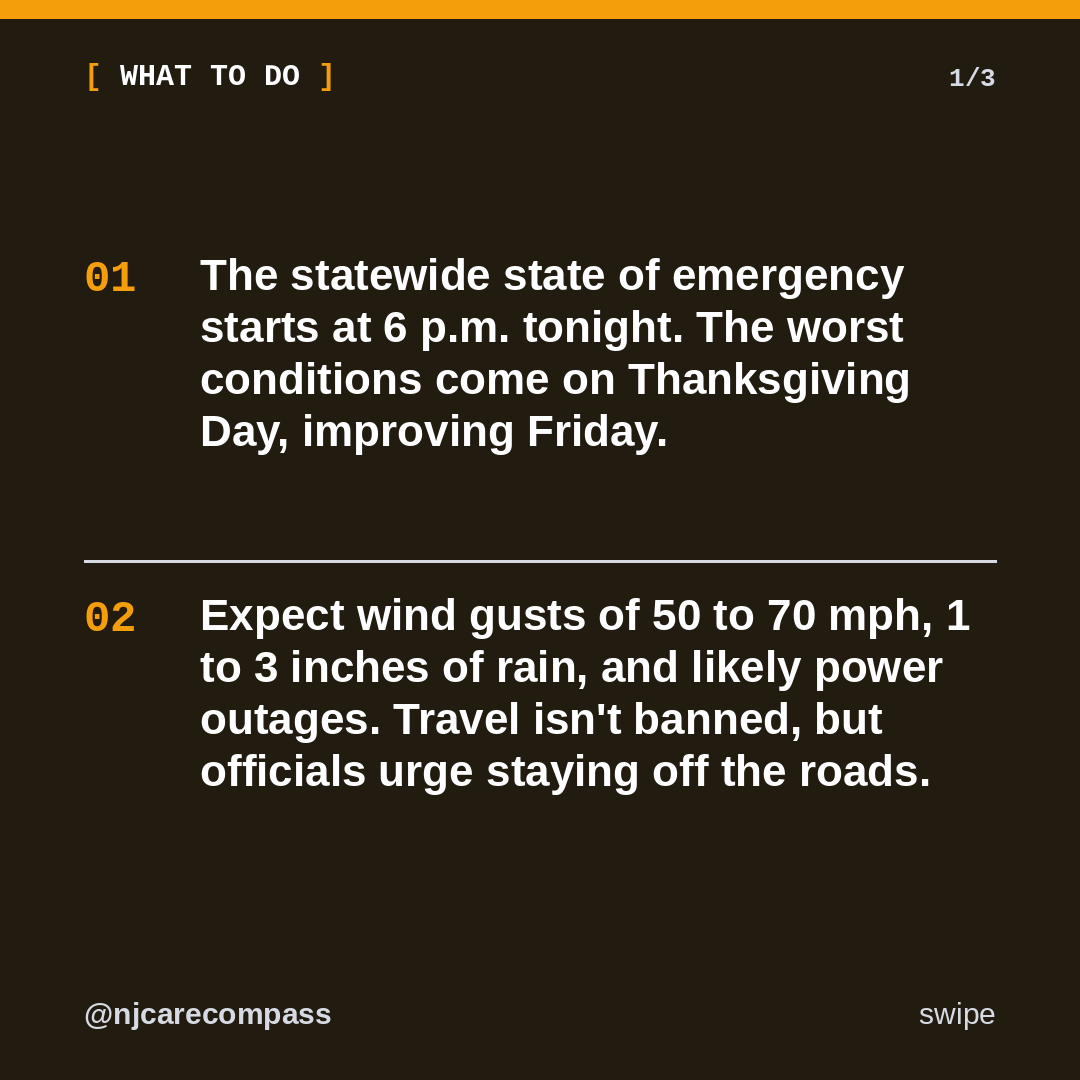 [ WHAT TO DO ]
1/3
01
The statewide state of emergency
starts at 6 p.m. tonight. The worst
conditions come on Thanksgiving
Day, improving Friday.
02
Expect wind gusts of 50 to 70 mph, 1
to 3 inches of rain, and likely power
outages. Travel isn't banned, but
officials urge staying off the roads.
@njcarecompass
swipe